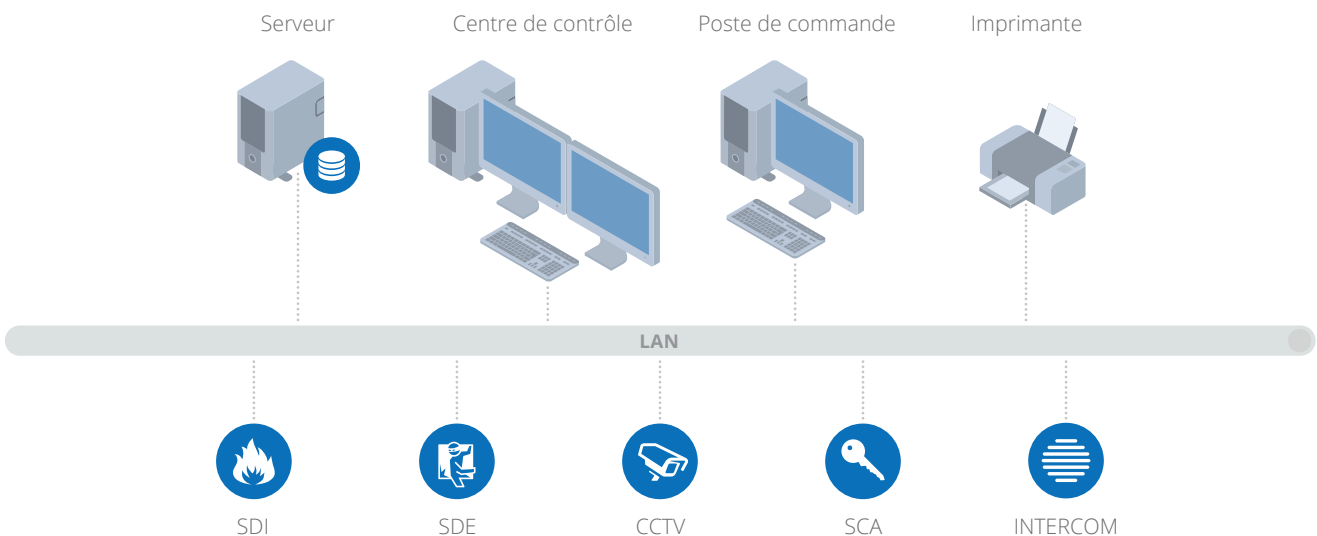 Serveur
Centre de contrôle
Poste de commande
Imprimante
LAN
SDI
SDE
CCTV
SCA
INTERCOM